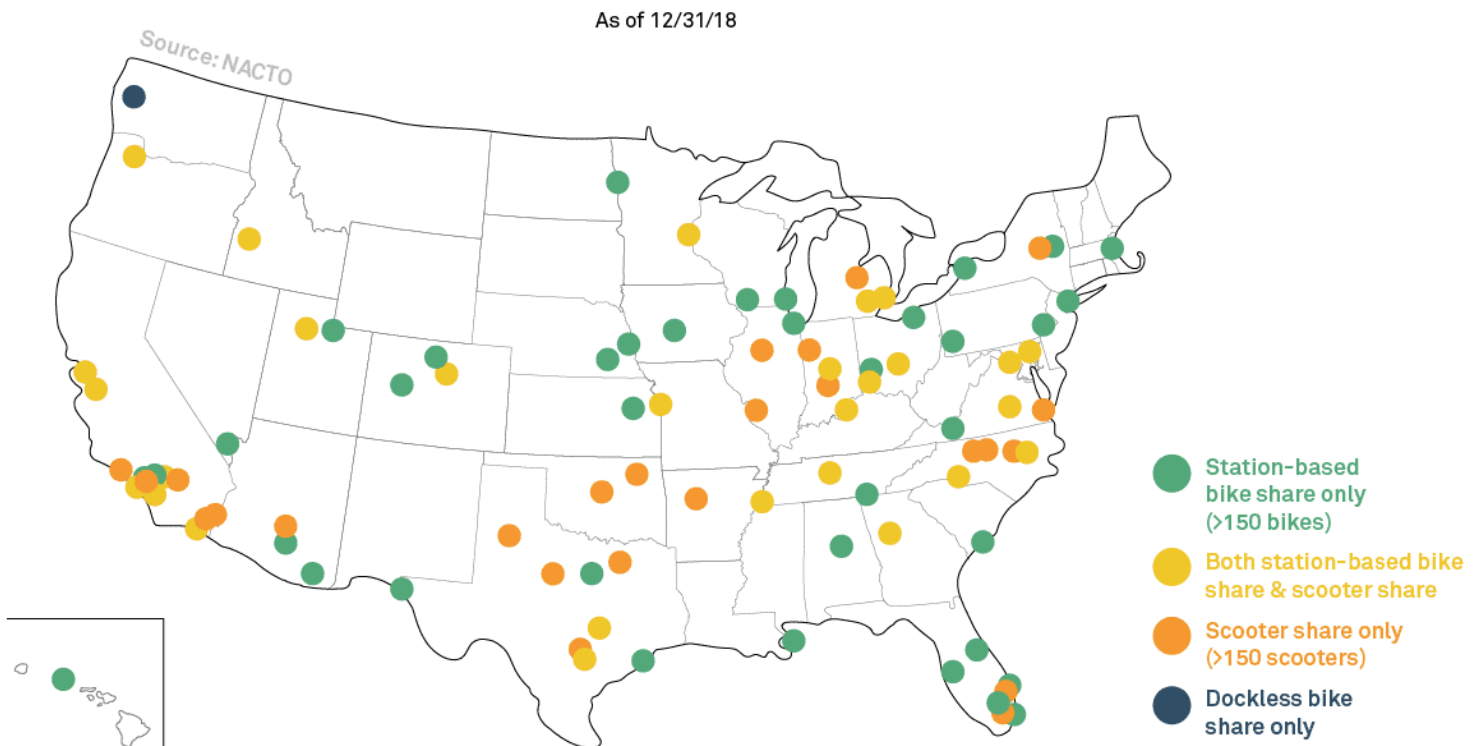 As of 12/31/18
Source: NACTO
Station-based
bike share only
(>150 bikes)
Both station-based bike
share & scooter share
Scooter share only
(>150 scooters)
Dockless bike
share only